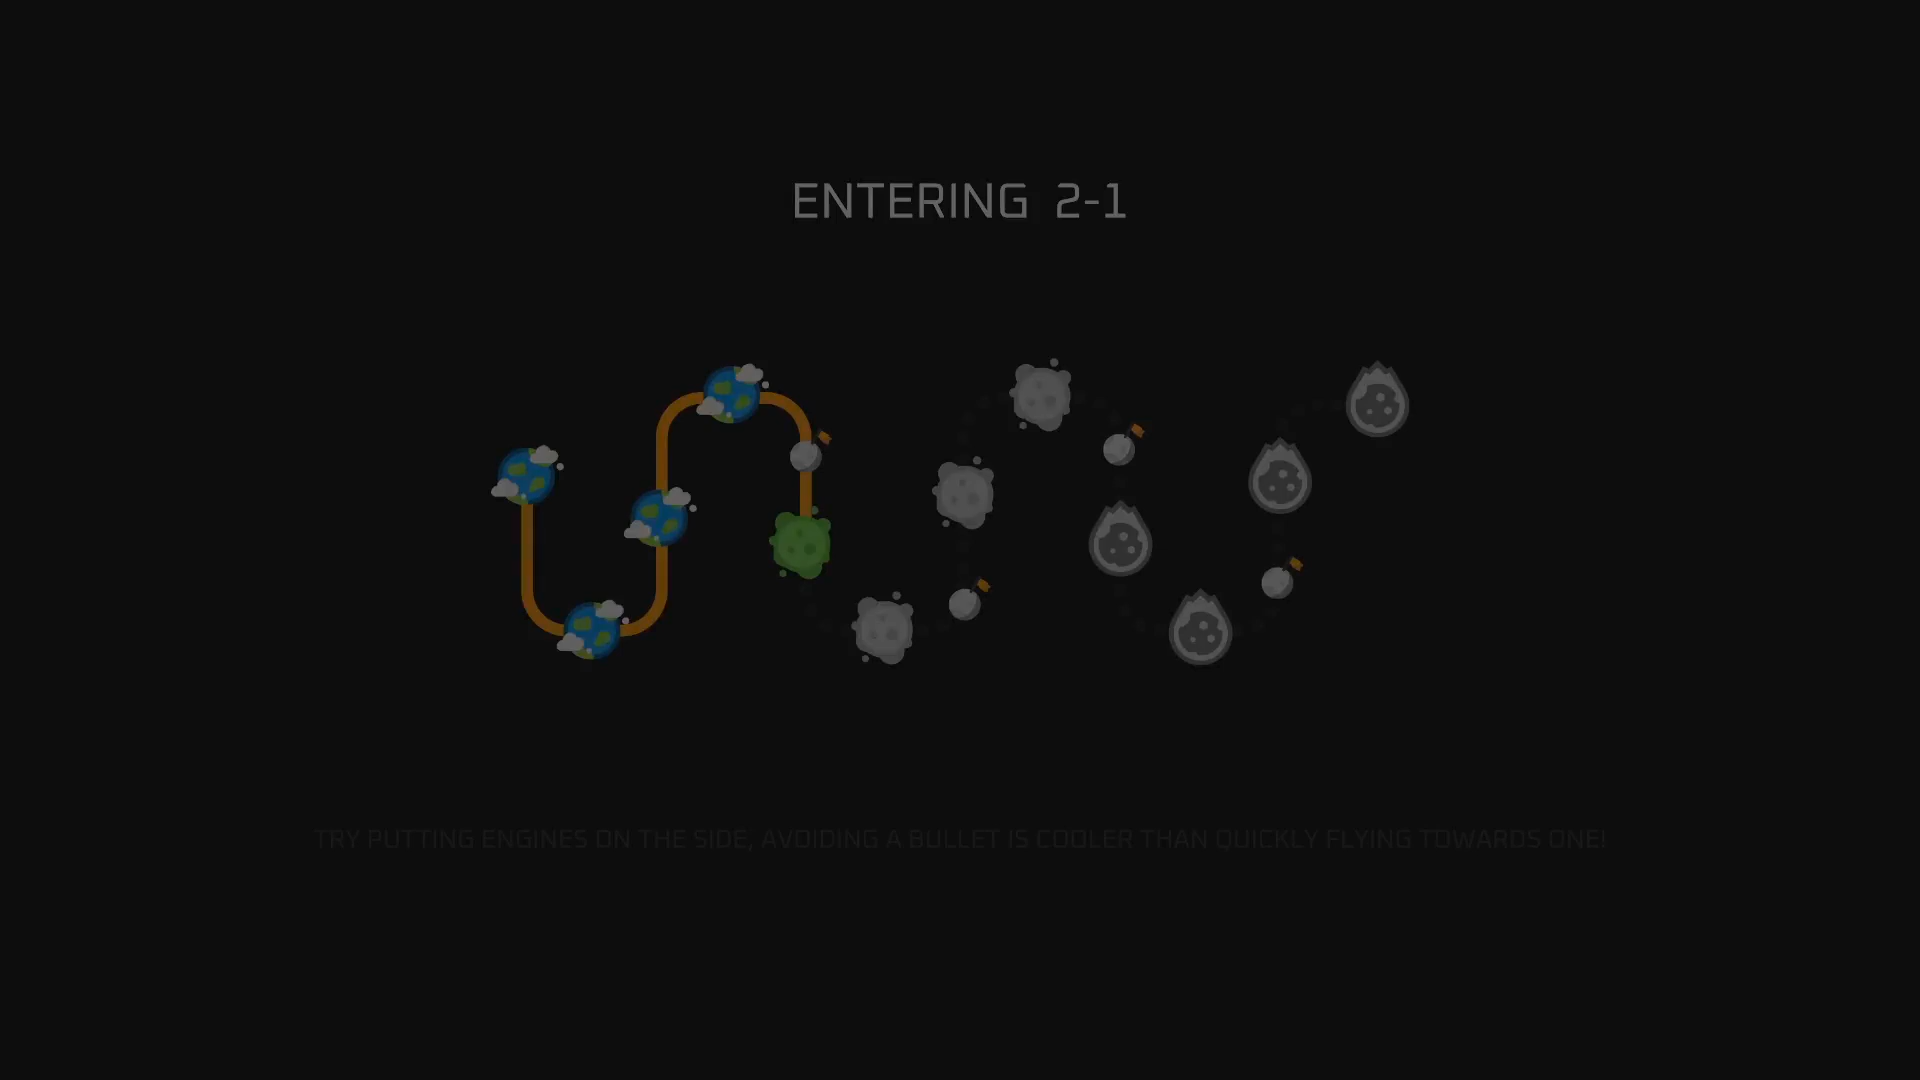 ENTERING 2-1
TRY PUTTING ENGINES ON THE SIDE, AVOIDING A BULLET IS COOLER THAN QUICKLY FLYING TOWARDS ONE!